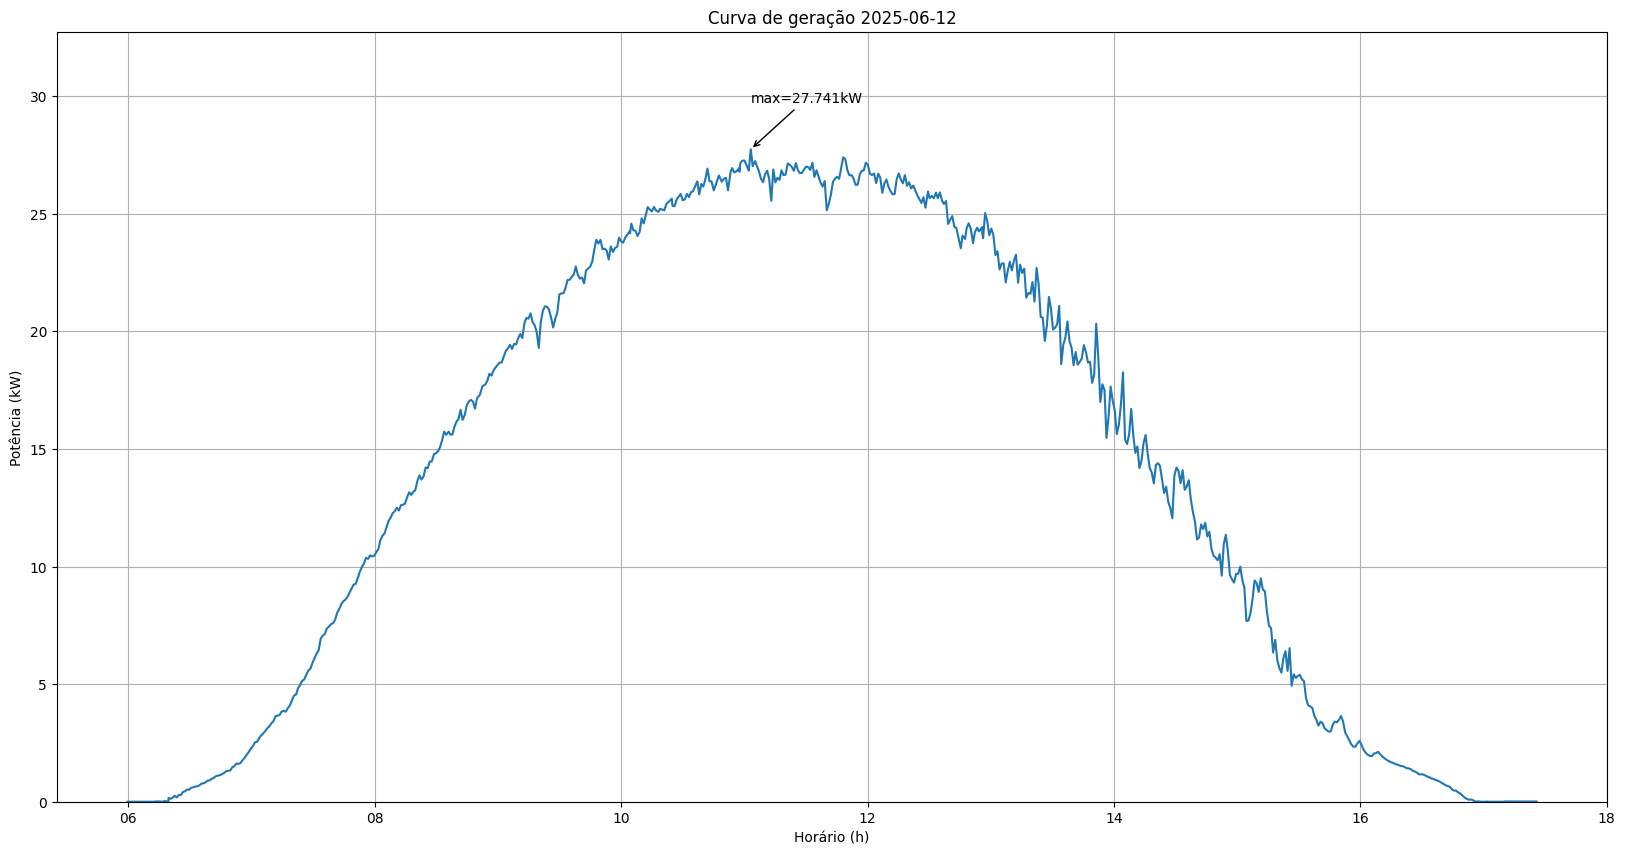 Curva de geração 2025-06-12
max=27.741kW
30
25
20
15
10
5
0
Potência (kW)
06 08 10 12 14 16 18
Horário (h)